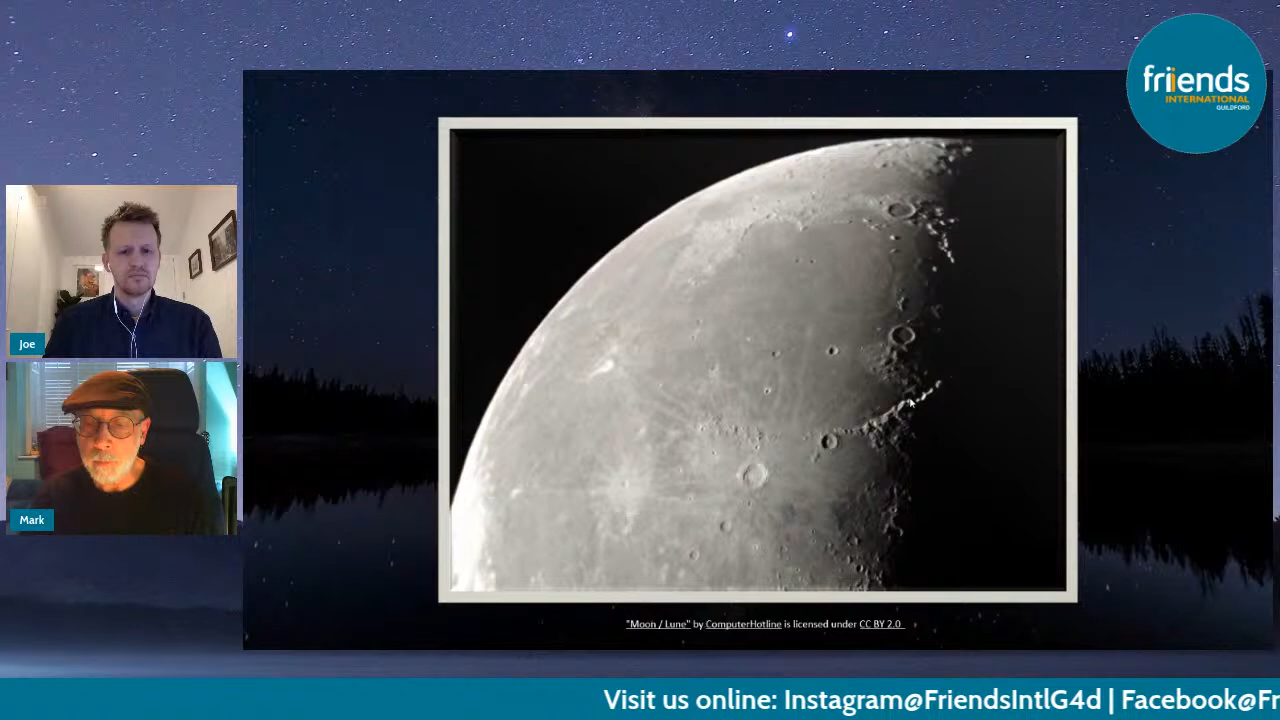 friends
INTERNATIONAL
GUILDFORD
Joe
Mark
"Moon / Lune" by ComputerHotline is licensed under CC BY 2.0
Visit us online: Instagram@FriendsIntlG4d | Facebook@Fr